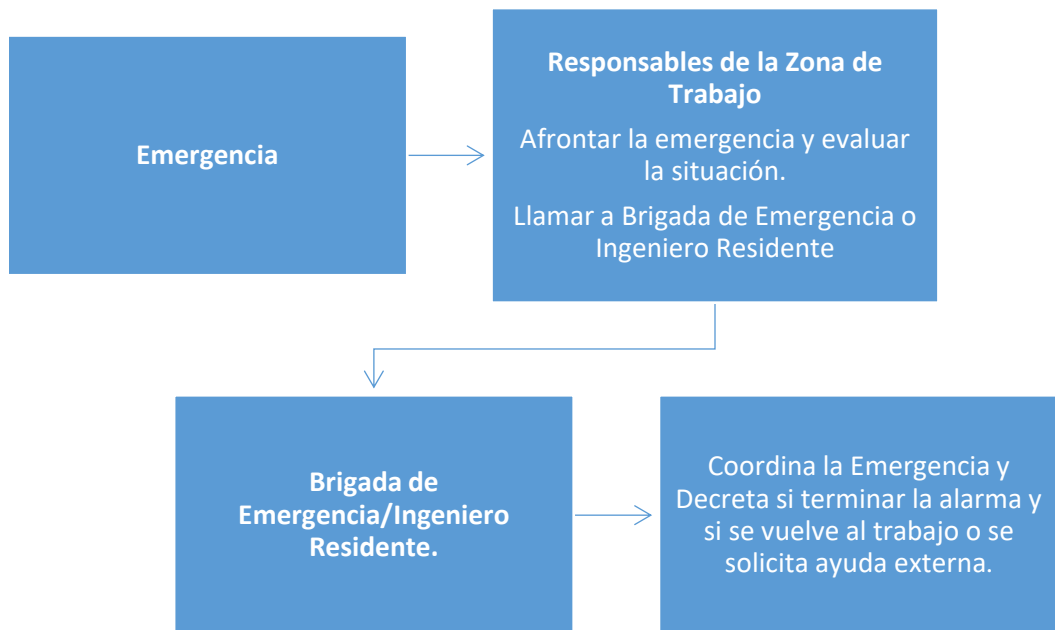 Emergencia
Responsables de la Zona de
Trabajo
Afrontar la emergencia y evaluar
la situación.
Llamar a Brigada de Emergencia o
Ingeniero Residente
Brigada de
Emergencia/Ingeniero
Residente.
Coordina la Emergencia y
Decreta si terminar la alarma y
si se vuelve al trabajo o se
solicita ayuda externa.